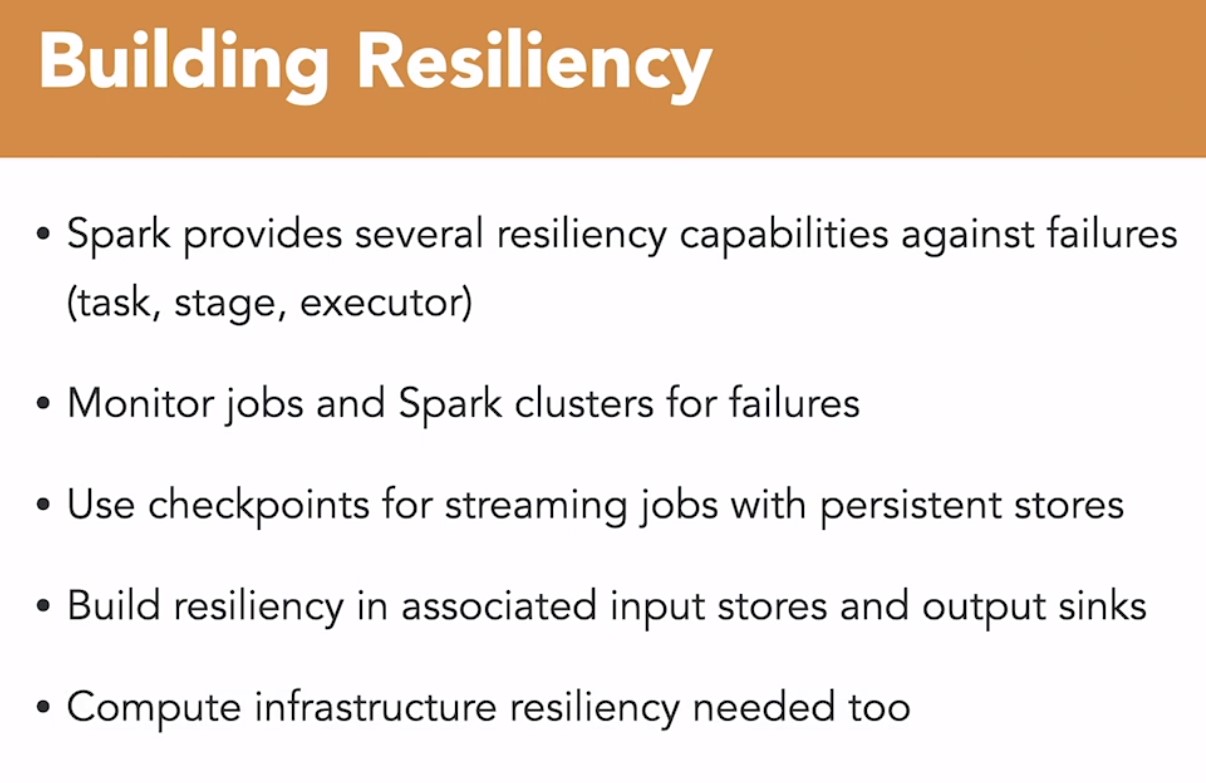 Building Resiliency
• Spark provides several resiliency capabilities against failures
(task, stage, executor)
• Monitor jobs and Spark clusters for failures
• Use checkpoints for streaming jobs with persistent stores
• Build resiliency in associated input stores and output sinks
• Compute infrastructure resiliency needed too